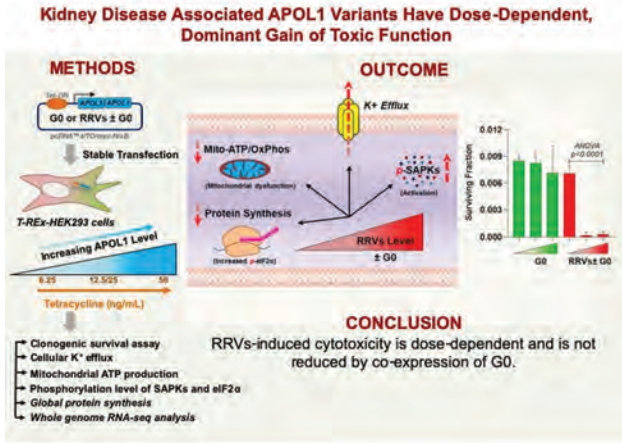 Kidney Disease Associated APOL1 Variants Have Dose-Dependent,
Dominant Gain of Toxic Function
METHODS
Tet-ON
APOL1 APOL1
G0 or RRVs ± G0
Stable Transfection
T-REx-HEK293 cells
Increasing APOL1 Level
6.25 12.5/25 50
Tetracycline (ng/mL)
Clonogenic survival assay
Cellular K⁺ efflux
Mitochondrial ATP production
Phosphorylation level of SAPKs and eIF2α
Global protein synthesis
Whole genome RNA-seq analysis
OUTCOME
K+ Efflux
Mito-ATP/OxPhos
(Mitochondrial dysfunction)
p-SAPKs
(Activation)
Protein Synthesis
(Increased p-eIF2α)
RRVs Level
± G0
Surviving Fraction
0.012
0.009
0.006
0.003
0.000
ANOVA
p<0.0001
G0 RRVs± G0
CONCLUSION
RRVs-induced cytotoxicity is dose-dependent and is not
reduced by co-expression of G0.